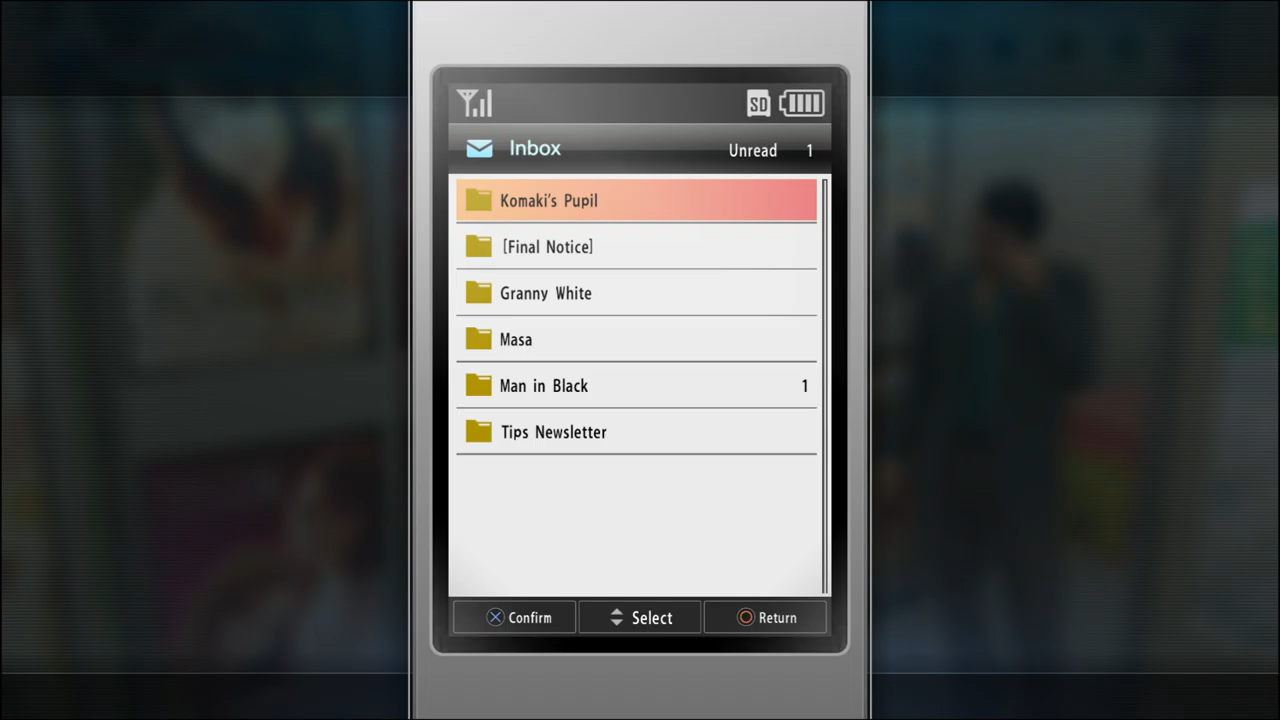 SD
Inbox Unread 1
Komaki's Pupil
[Final Notice]
Granny White
Masa
Man in Black 1
Tips Newsletter
Confirm Select Return